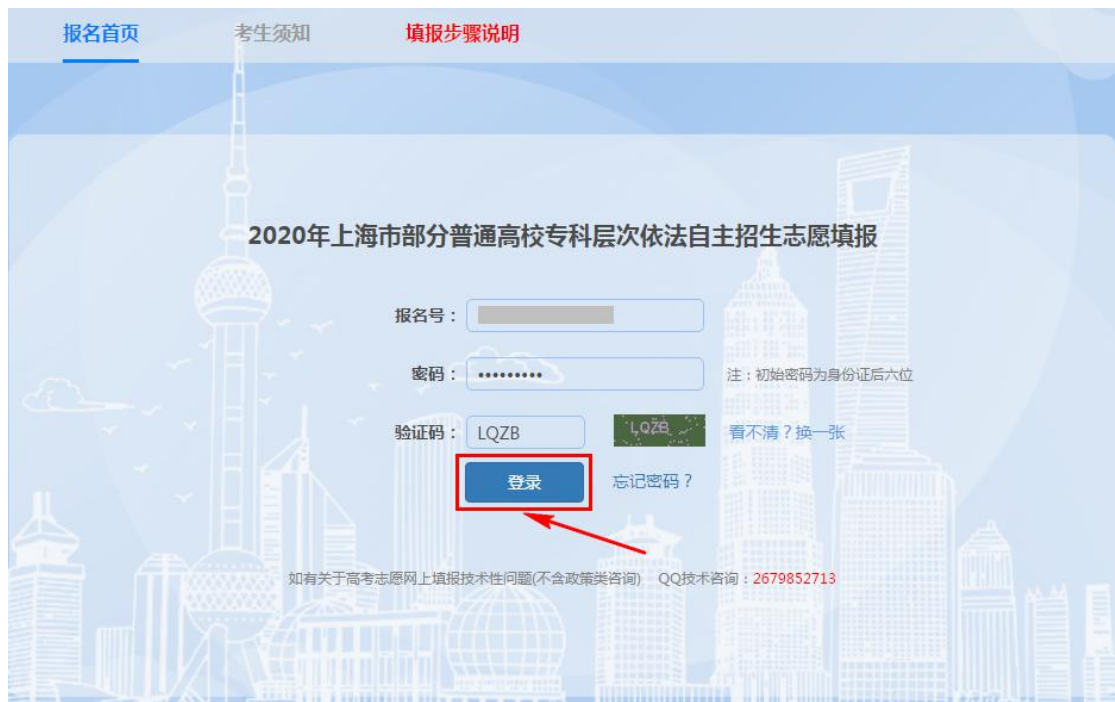 报名首页 考生须知 填报步骤说明
2020年上海市部分普通高校专科层次依法自主招生志愿填报
报名号：
密码： ········· 注：初始密码为身份证后六位
验证码： LQZB LQZB 看不清？换一张
登录 忘记密码？
如有关于高考志愿网上填报技术性问题(不含政策类咨询) QQ技术咨询：2679852713